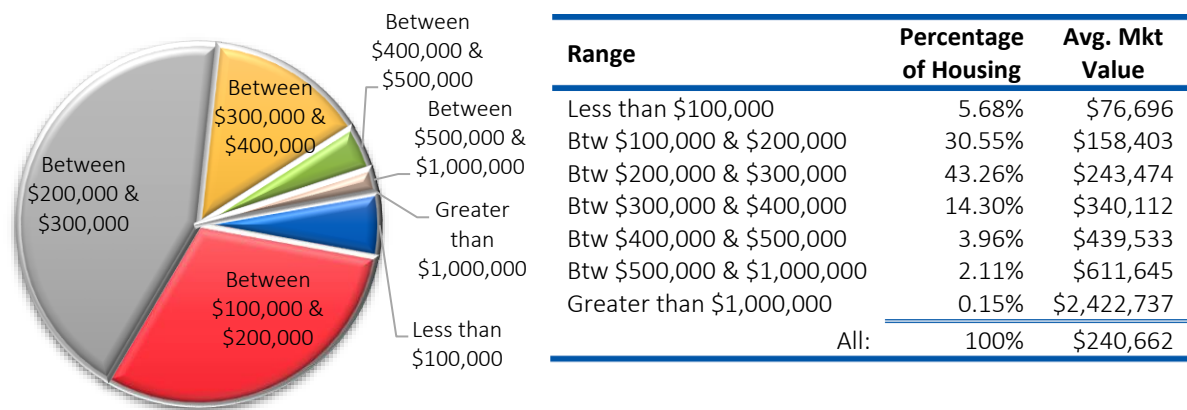 Between
$400,000 &
$500,000
Between
$300,000 &
$400,000
Between
$500,000 &
$1,000,000
Between
$200,000 &
$300,000
Greater
than
$1,000,000
Between
$100,000 &
$200,000
Less than
$100,000
Range Percentage of Housing Avg. Mkt Value
Less than $100,000 5.68% $76,696
Btw $100,000 & $200,000 30.55% $158,403
Btw $200,000 & $300,000 43.26% $243,474
Btw $300,000 & $400,000 14.30% $340,112
Btw $400,000 & $500,000 3.96% $439,533
Btw $500,000 & $1,000,000 2.11% $611,645
Greater than $1,000,000 0.15% $2,422,737
All: 100% $240,662